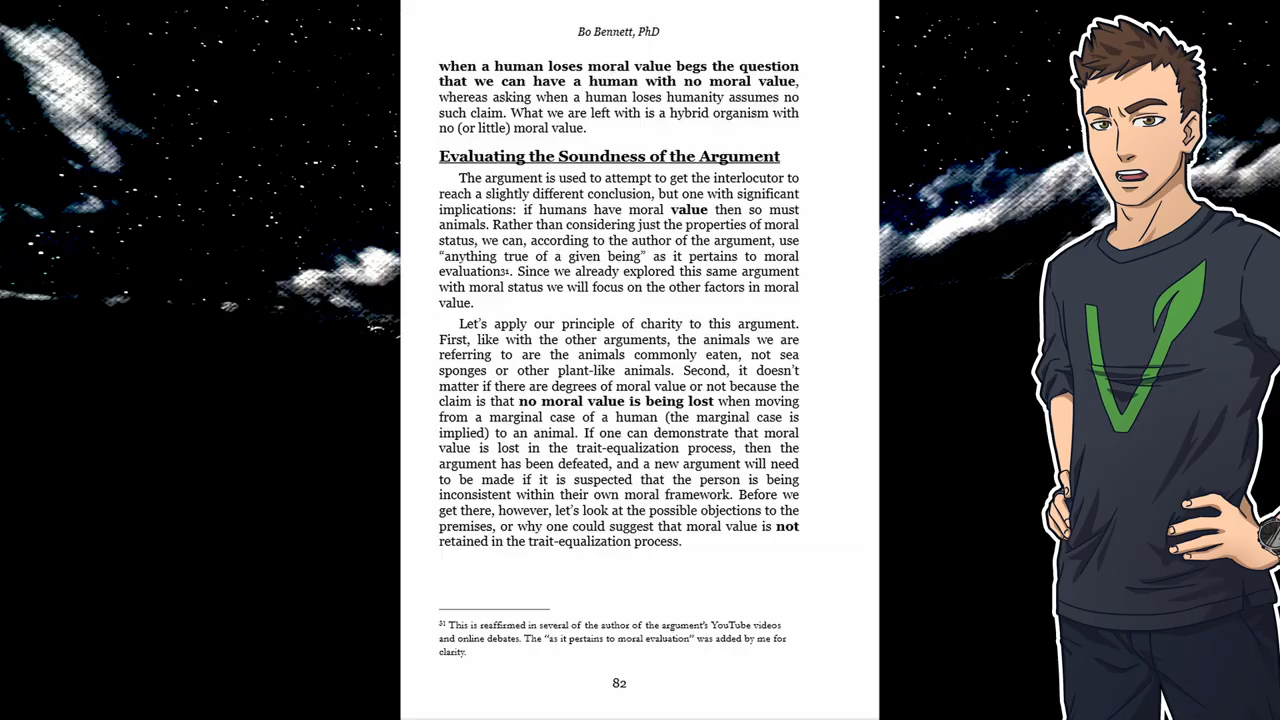 Bo Bennett, PhD
when a human loses moral value begs the question
that we can have a human with no moral value,
whereas asking when a human loses humanity assumes no
such claim. What we are left with is a hybrid organism with
no (or little) moral value.
Evaluating the Soundness of the Argument
The argument is used to attempt to get the interlocutor to
reach a slightly different conclusion, but one with significant
implications: if humans have moral value then so must
animals. Rather than considering just the properties of moral
status, we can, according to the author of the argument, use
“anything true of a given being” as it pertains to moral
evaluation31. Since we already explored this same argument
with moral status we will focus on the other factors in moral
value.
Let’s apply our principle of charity to this argument.
First, like with the other arguments, the animals we are
referring to are the animals commonly eaten, not sea
sponges or other plant-like animals. Second, it doesn’t
matter if there are degrees of moral value or not because the
claim is that no moral value is being lost when moving
from a marginal case of a human (the marginal case is
implied) to an animal. If one can demonstrate that moral
value is lost in the trait-equalization process, then the
argument has been defeated, and a new argument will need
to be made if it is suspected that the person is being
inconsistent within their own moral framework. Before we
get there, however, let’s look at the possible objections to the
premises, or why one could suggest that moral value is not
retained in the trait-equalization process.
31 This is reaffirmed in several of the author of the argument’s YouTube videos
and online debates. The “as it pertains to moral evaluation” was added by me for
clarity.
82
V